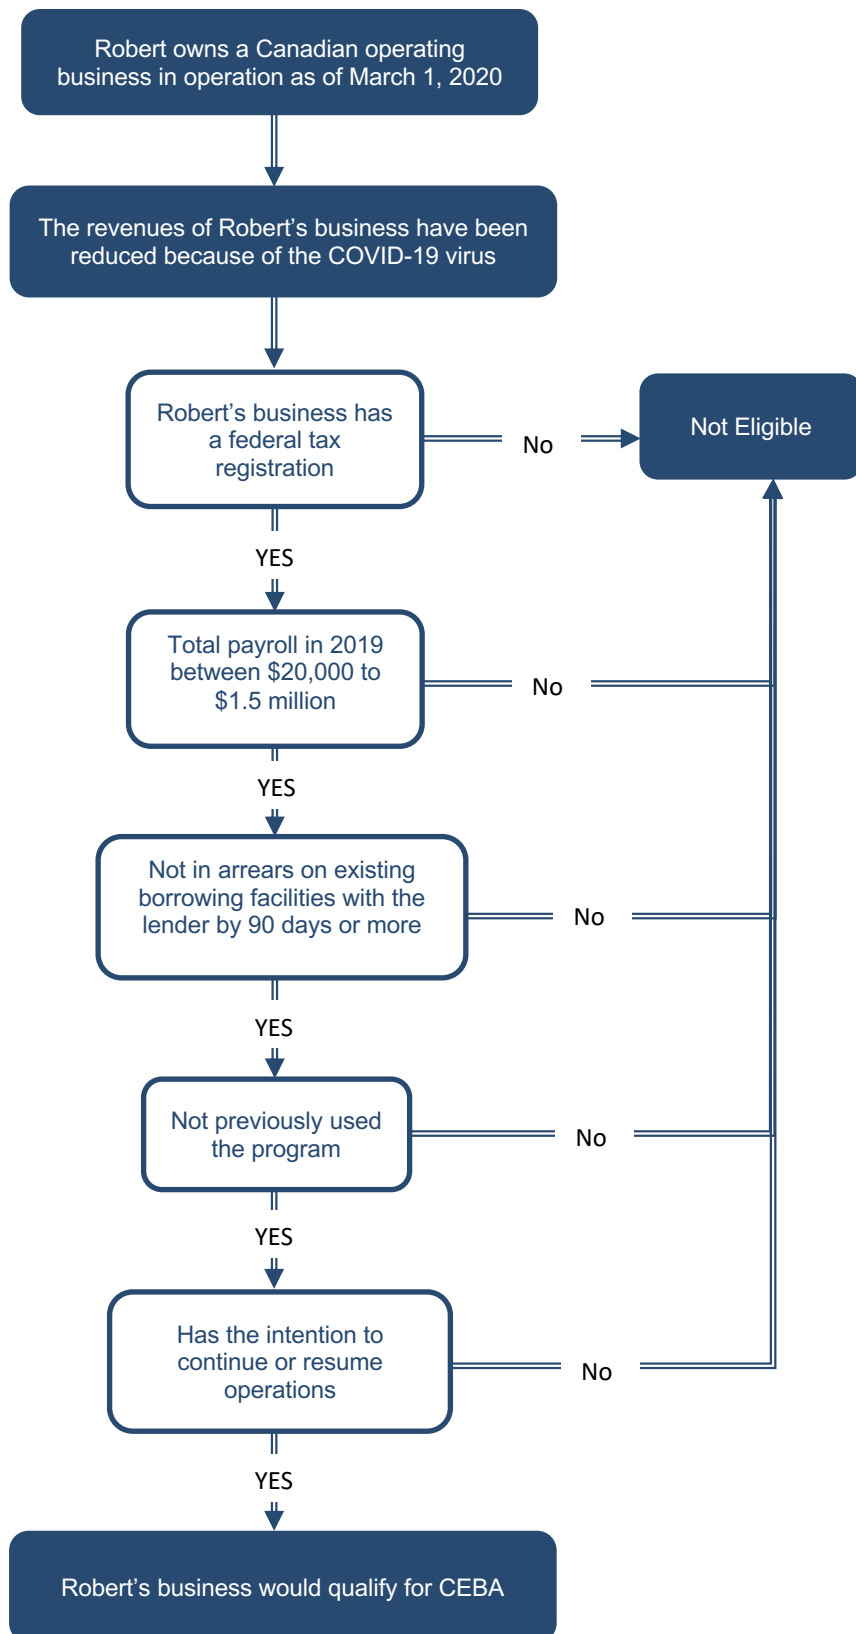 Robert owns a Canadian operating
business in operation as of March 1, 2020
The revenues of Robert’s business have been
reduced because of the COVID-19 virus
Robert’s business has
a federal tax
registration
No
Not Eligible
YES
Total payroll in 2019
between $20,000 to
$1.5 million
No
YES
Not in arrears on existing
borrowing facilities with the
lender by 90 days or more
No
YES
Not previously used
the program
No
YES
Has the intention to
continue or resume
operations
No
YES
Robert’s business would qualify for CEBA